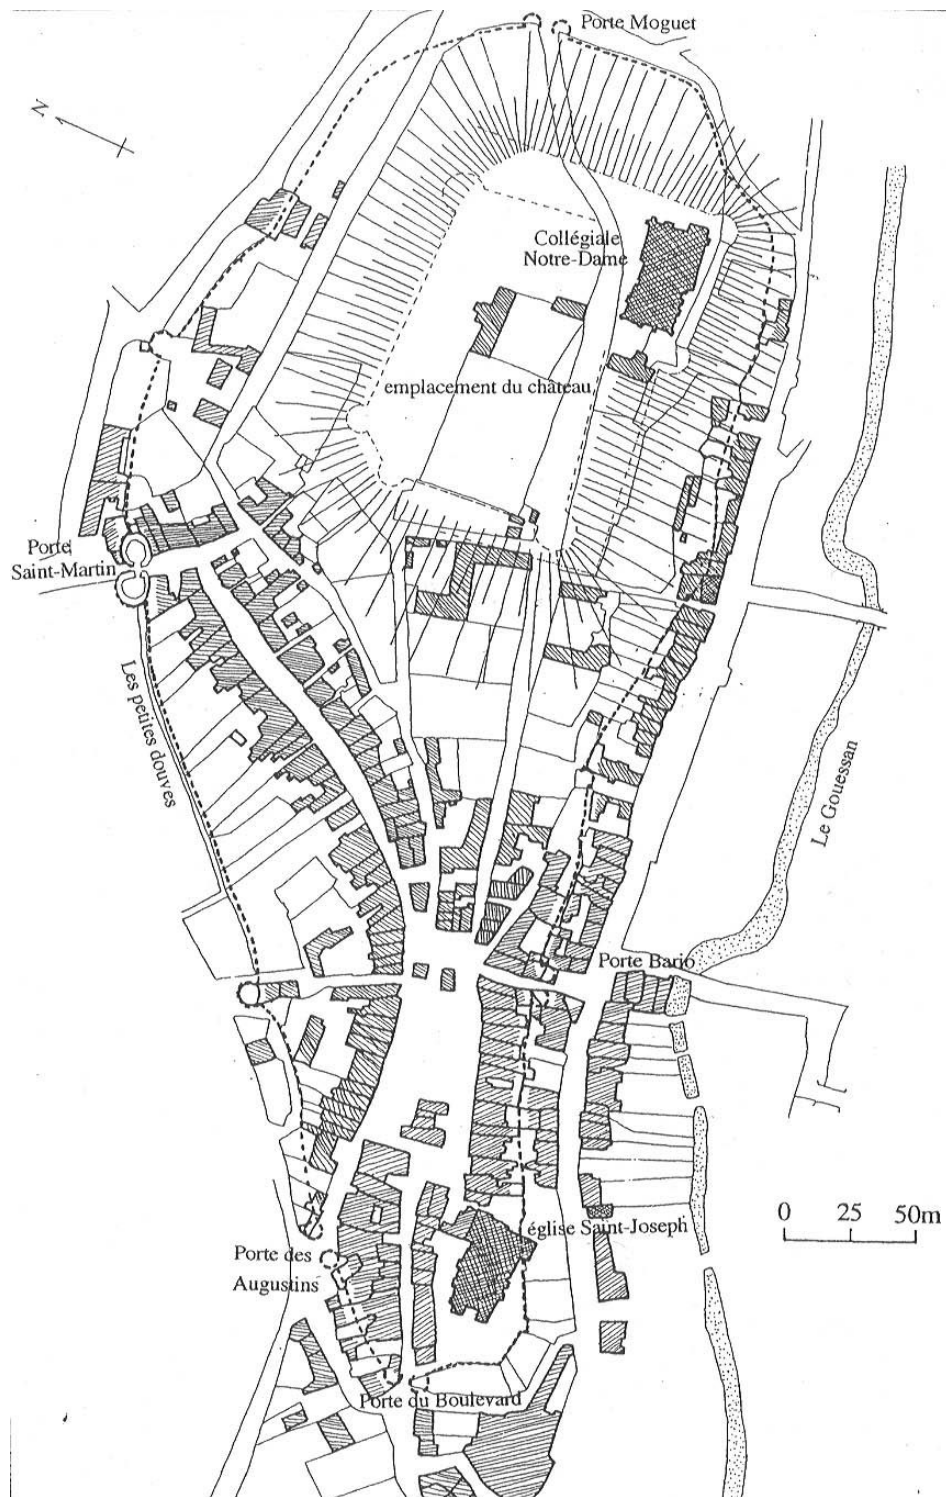 Porte Moguet
N
Collégiale
Notre-Dame
emplacement du château
Porte
Saint-Martin
Les petites douves
Le Gouessan
Porte Bario
0 25 50m
église Saint-Joseph
Porte des
Augustins
Porte du Boulevard